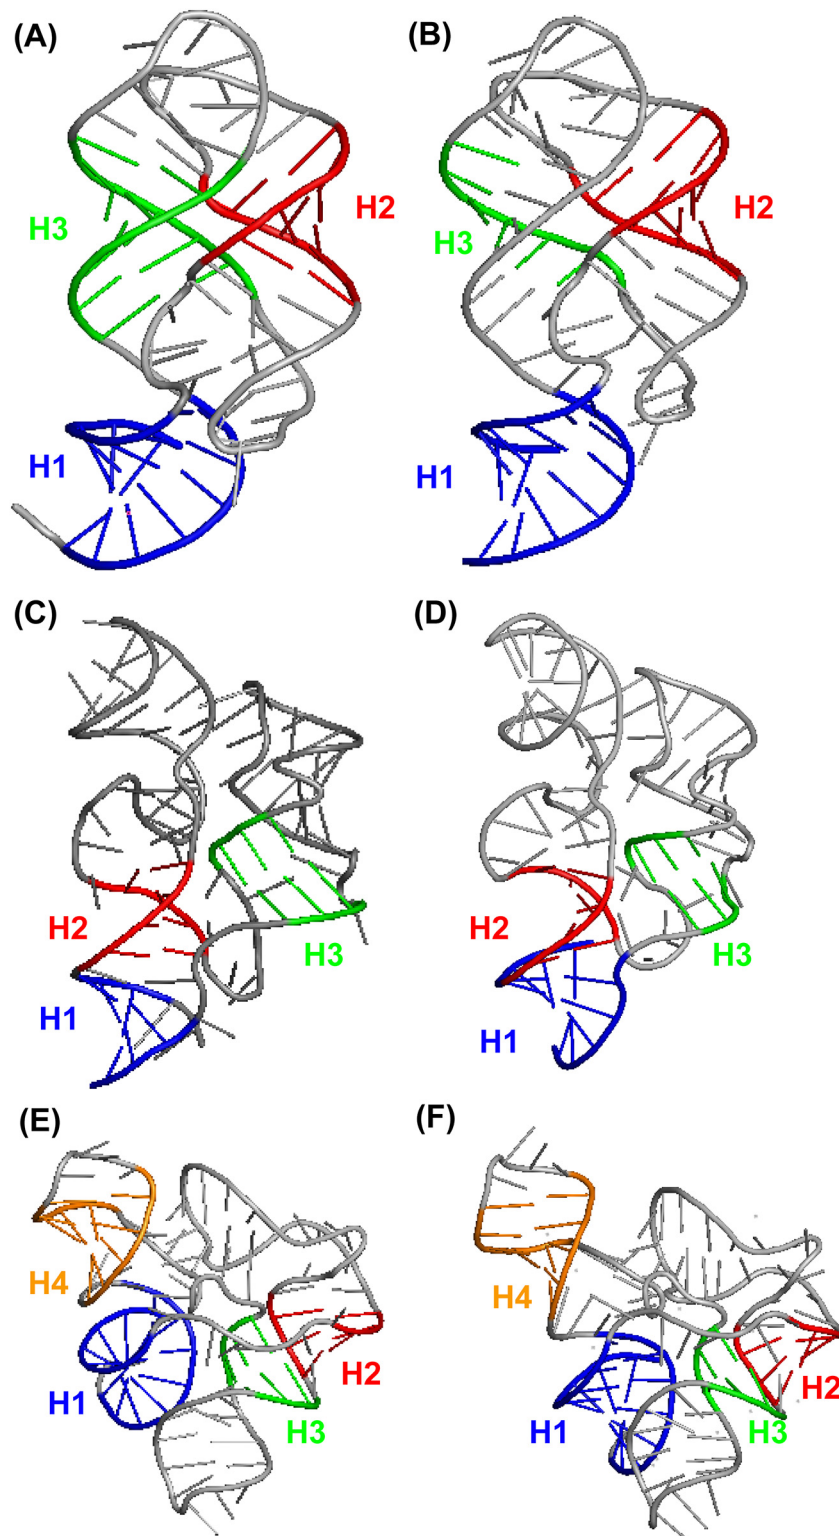 (A) (B)
H3 H2 H3 H2
H1 H1
(C) (D)
H2 H3 H2 H3
H1 H1
(E) (F)
H4 H4
H1 H3 H2 H1 H3 H2